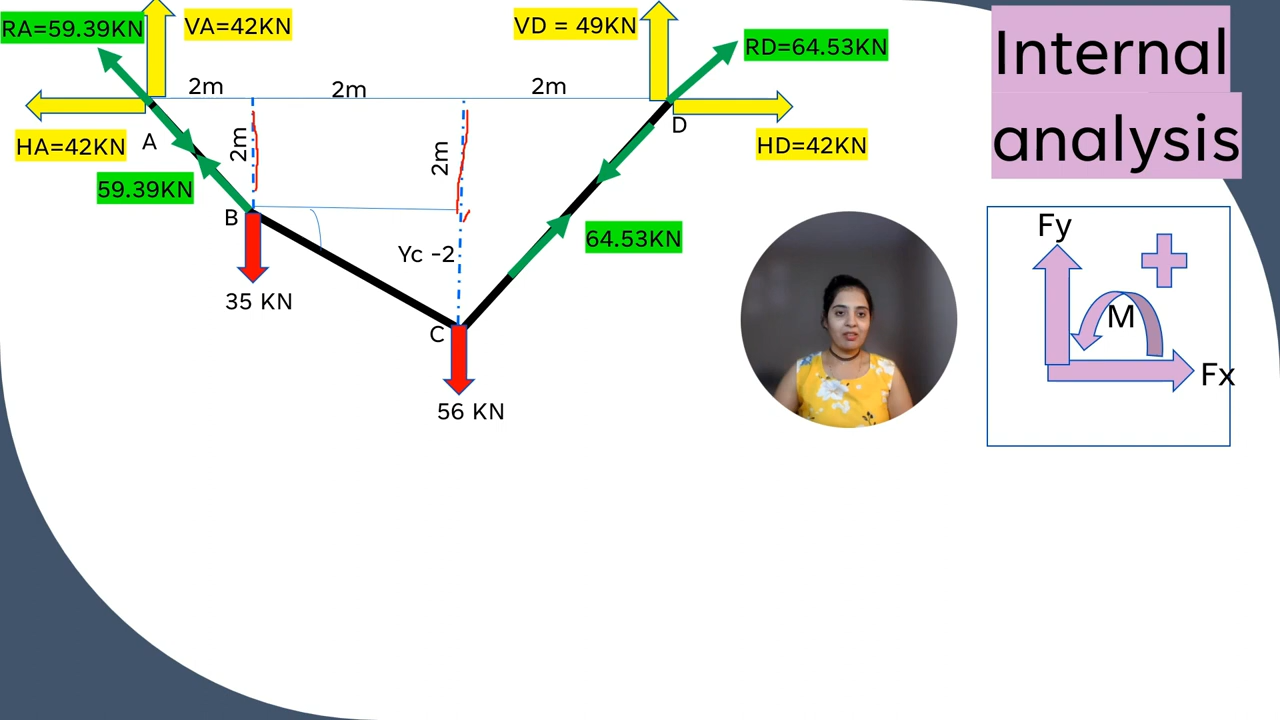 RA=59.39KN
VA=42KN
VD = 49KN
RD=64.53KN
2m
2m
2m
HA=42KN
A
2m
2m
D
HD=42KN
59.39KN
B
Yc -2
64.53KN
35 KN
C
56 KN
Internal
analysis
Fy
M
Fx